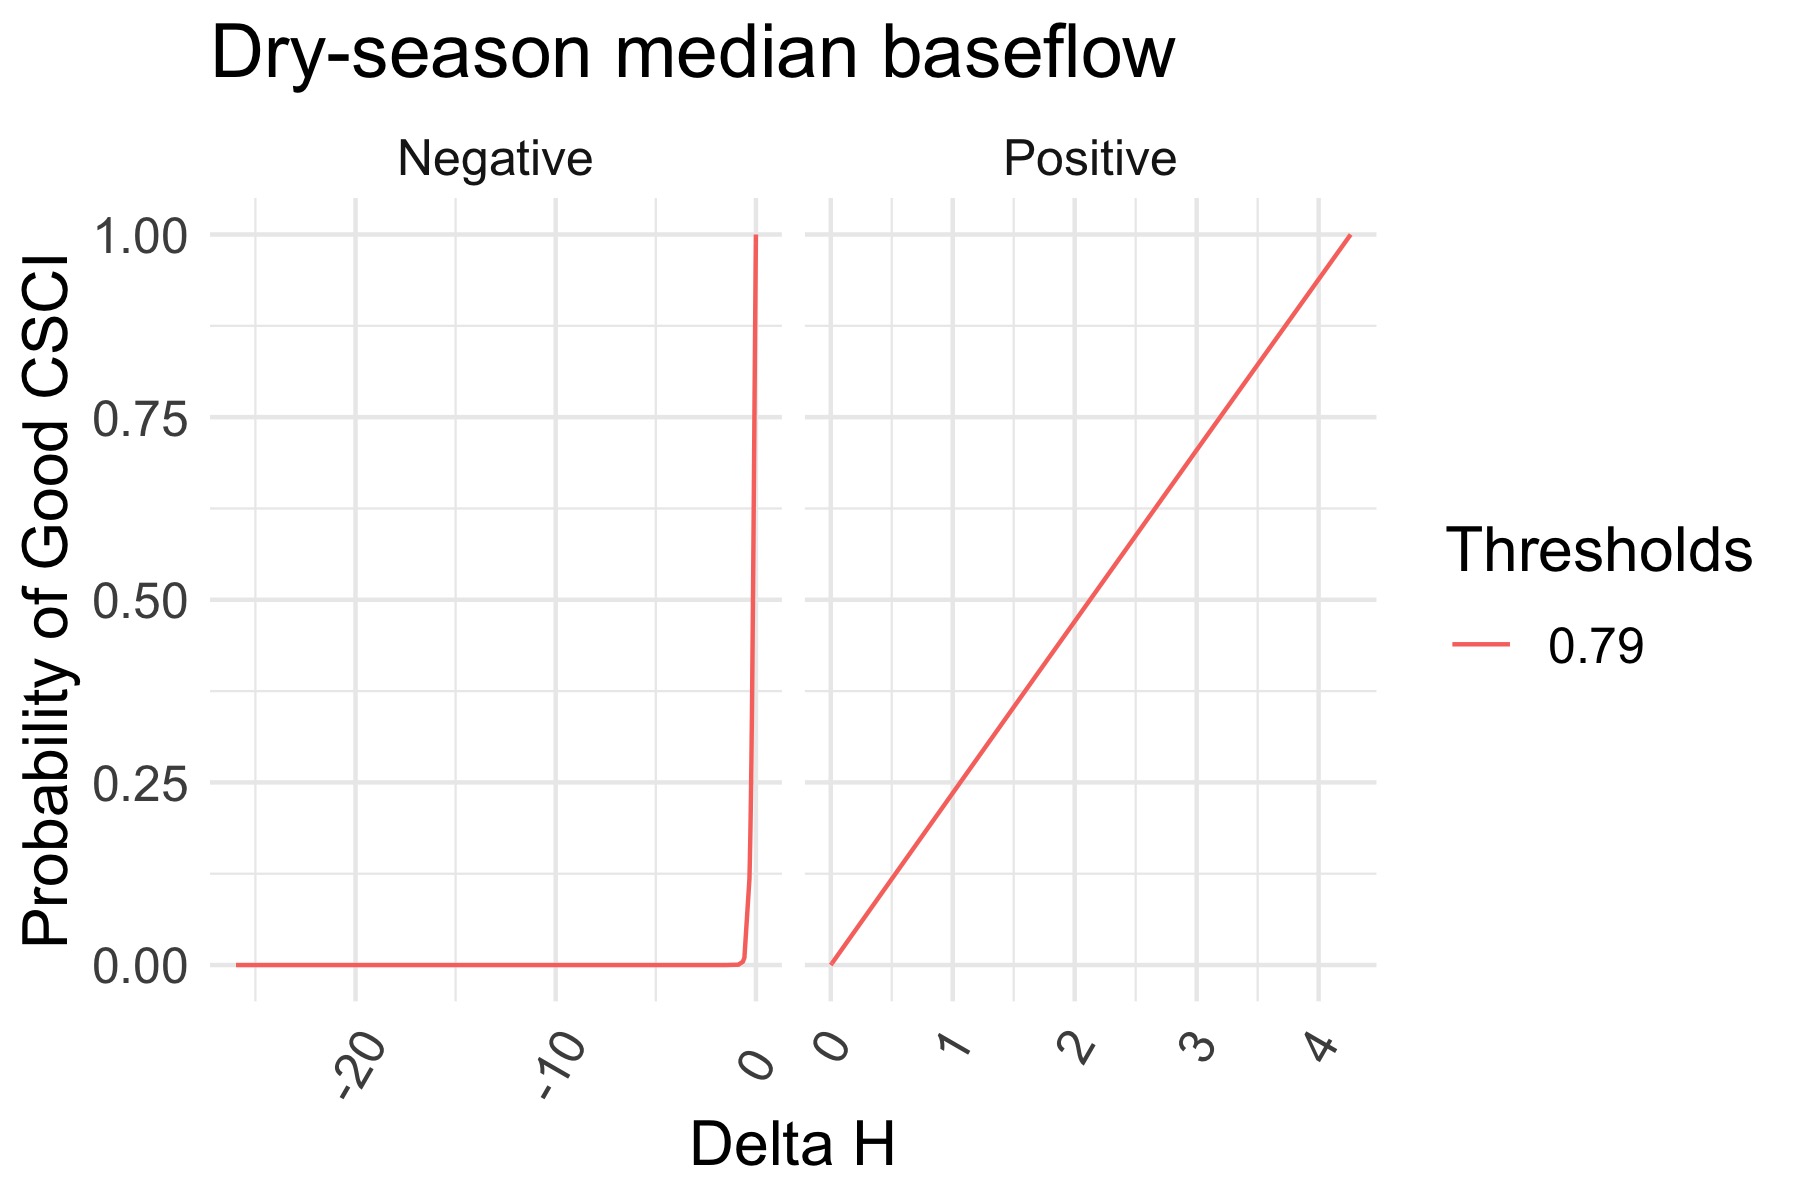 Dry-season median baseflow
Negative
Positive
Probability of Good CSCI
1.00
0.75
0.50
0.25
0.00
-20
-10
0
0
1
2
3
4
Delta H
Thresholds
0.79